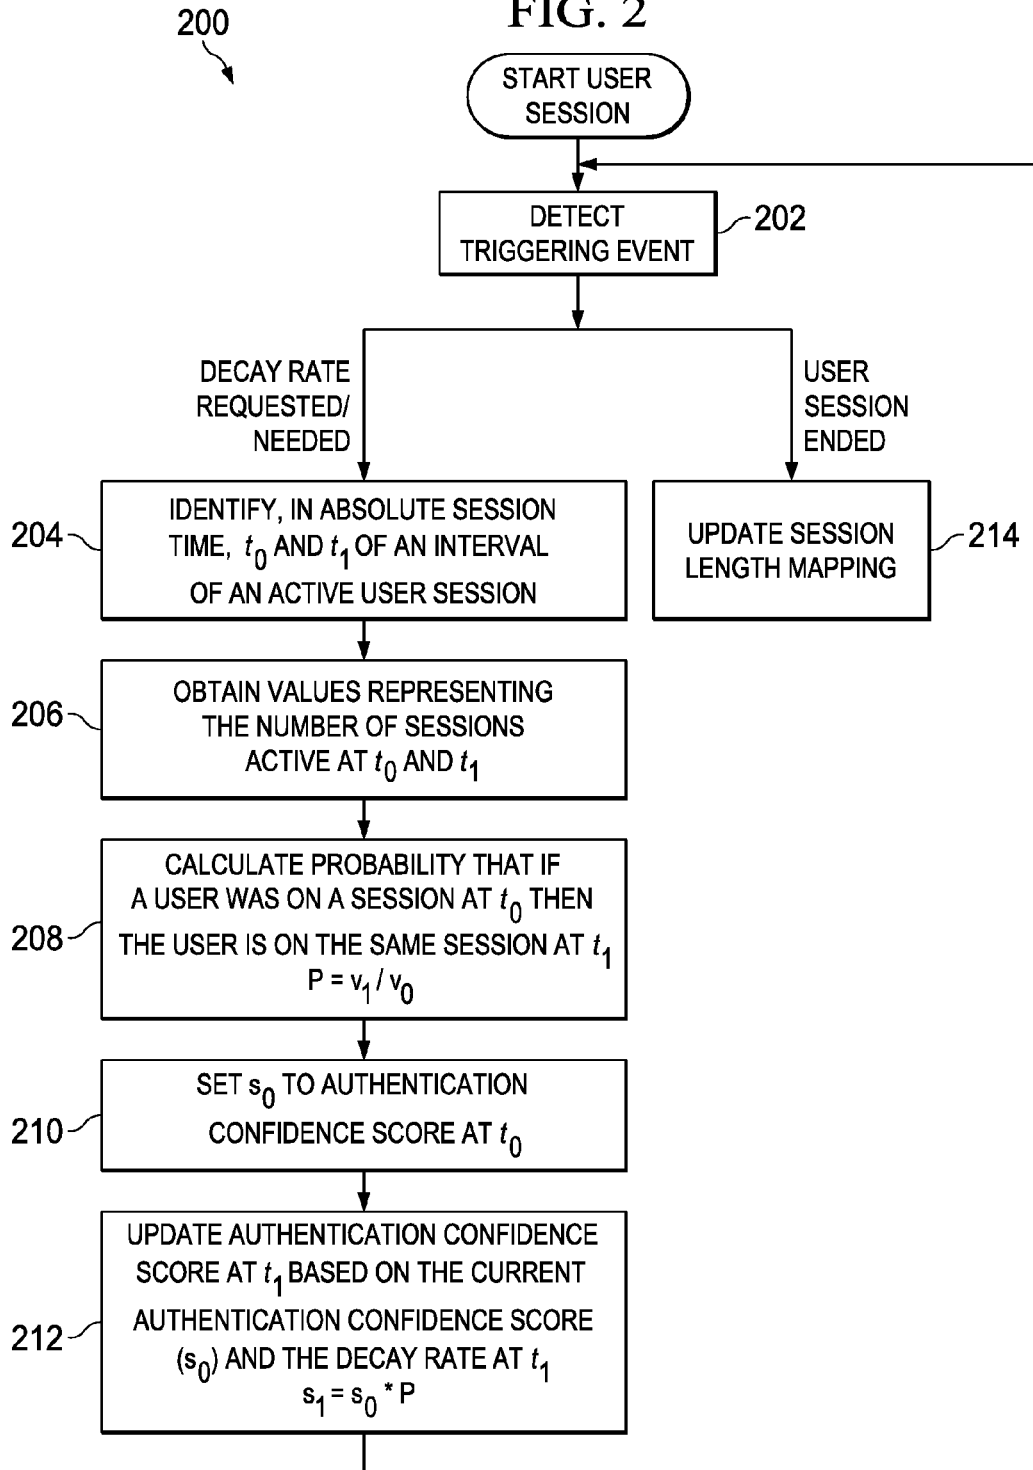 FIG. 2
200
START USER
SESSION
DETECT
TRIGGERING EVENT
202
DECAY RATE
REQUESTED/
NEEDED
USER
SESSION
ENDED
204
IDENTIFY, IN ABSOLUTE SESSION
TIME, t0 AND t1 OF AN INTERVAL
OF AN ACTIVE USER SESSION
UPDATE SESSION
LENGTH MAPPING
214
206
OBTAIN VALUES REPRESENTING
THE NUMBER OF SESSIONS
ACTIVE AT t0 AND t1
208
CALCULATE PROBABILITY THAT IF
A USER WAS ON A SESSION AT t0 THEN
THE USER IS ON THE SAME SESSION AT t1
P = v1 / v0
210
SET s0 TO AUTHENTICATION
CONFIDENCE SCORE AT t0
212
UPDATE AUTHENTICATION CONFIDENCE
SCORE AT t1 BASED ON THE CURRENT
AUTHENTICATION CONFIDENCE SCORE
(s0) AND THE DECAY RATE AT t1
s1 = s0 * P